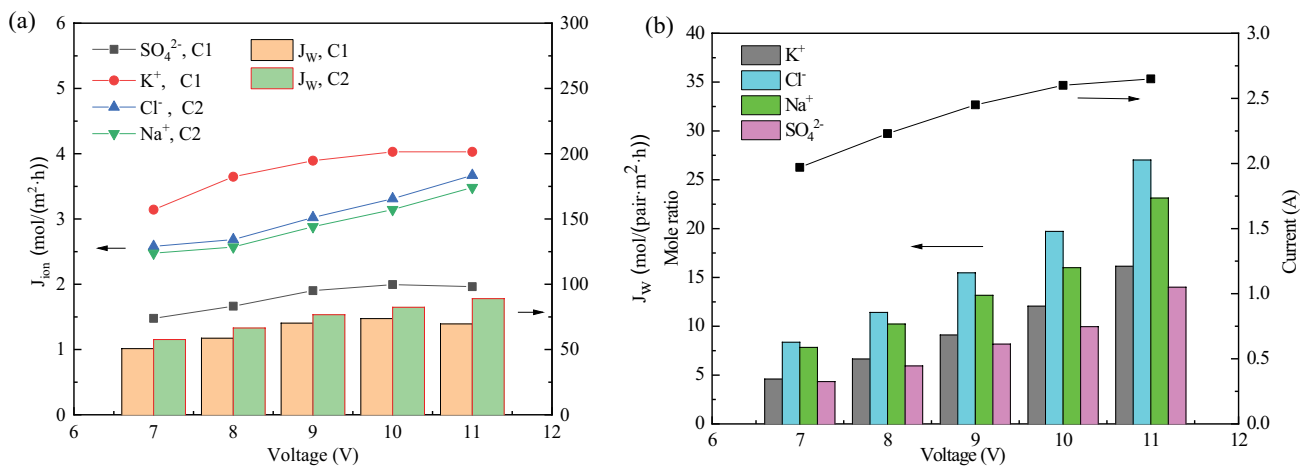 (a)
6
5
4
3
2
1
0
J_ion (mol/(m²·h))
SO₄²⁻, C1
K⁺, C1
Cl⁻, C2
Na⁺, C2
J_W, C1
J_W, C2
300
250
200
150
100
50
0
6 7 8 9 10 11 12
Voltage (V)
(b)
40
35
30
25
20
15
10
5
0
J_W (mol/(pair·m²·h)
Mole ratio
K⁺
Cl⁻
Na⁺
SO₄²⁻
3.0
2.5
2.0
1.5
1.0
0.5
0.0
Current (A)
6 7 8 9 10 11 12
Voltage (V)